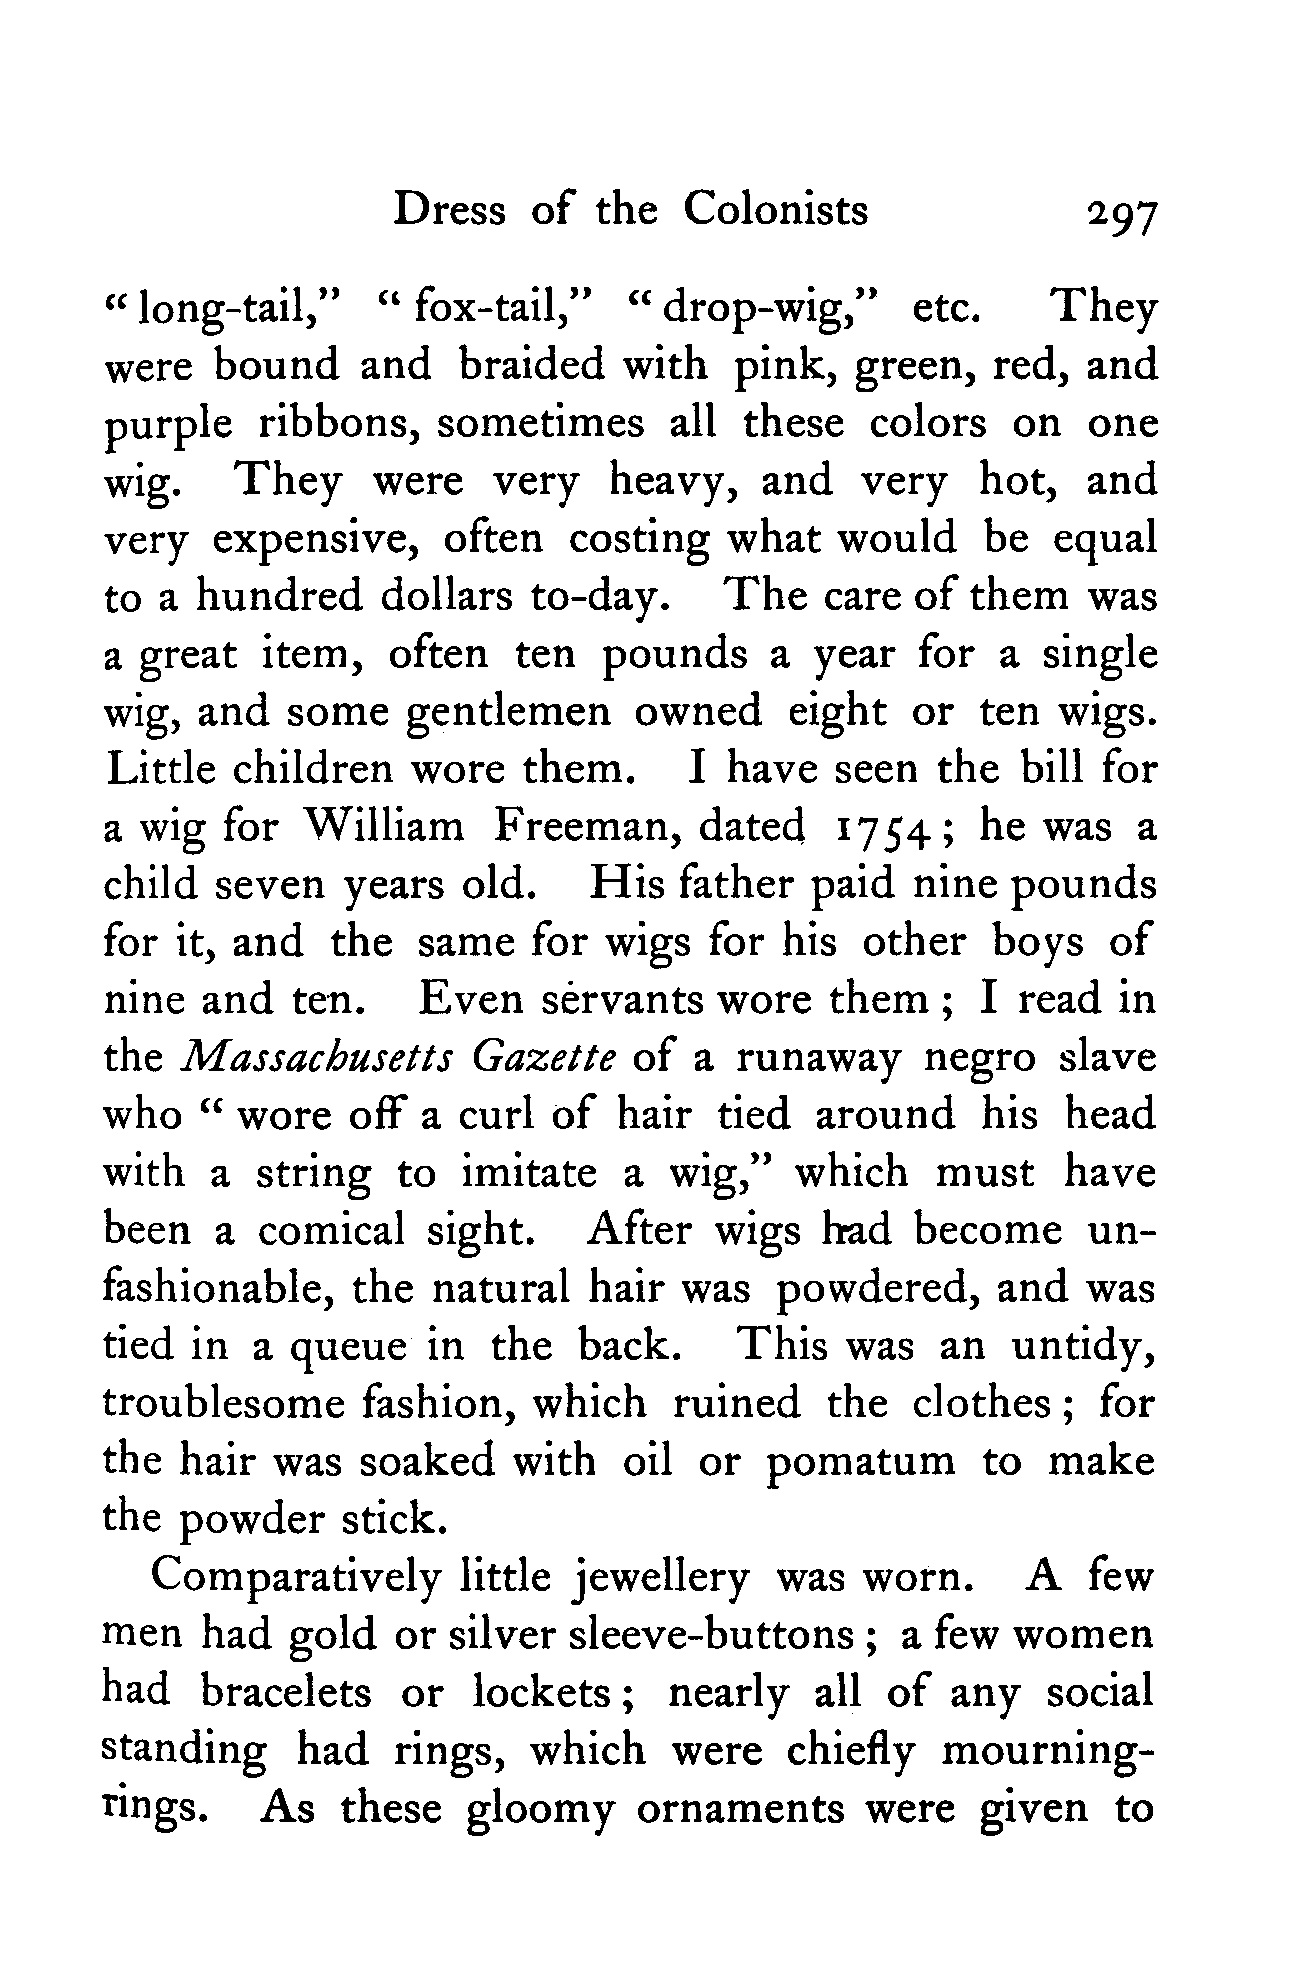 Dress of the Colonists 297
“ long-tail,” “ fox-tail,” “ drop-wig,” etc. They
were bound and braided with pink, green, red, and
purple ribbons, sometimes all these colors on one
wig. They were very heavy, and very hot, and
very expensive, often costing what would be equal
to a hundred dollars to-day. The care of them was
a great item, often ten pounds a year for a single
wig, and some gentlemen owned eight or ten wigs.
Little children wore them. I have seen the bill for
a wig for William Freeman, dated 1754 ; he was a
child seven years old. His father paid nine pounds
for it, and the same for wigs for his other boys of
nine and ten. Even servants wore them ; I read in
the Massachusetts Gazette of a runaway negro slave
who “ wore off a curl of hair tied around his head
with a string to imitate a wig,” which must have
been a comical sight. After wigs had become un-
fashionable, the natural hair was powdered, and was
tied in a queue in the back. This was an untidy,
troublesome fashion, which ruined the clothes ; for
the hair was soaked with oil or pomatum to make
the powder stick.
Comparatively little jewellery was worn. A few
men had gold or silver sleeve-buttons ; a few women
had bracelets or lockets ; nearly all of any social
standing had rings, which were chiefly mourning-
rings. As these gloomy ornaments were given to